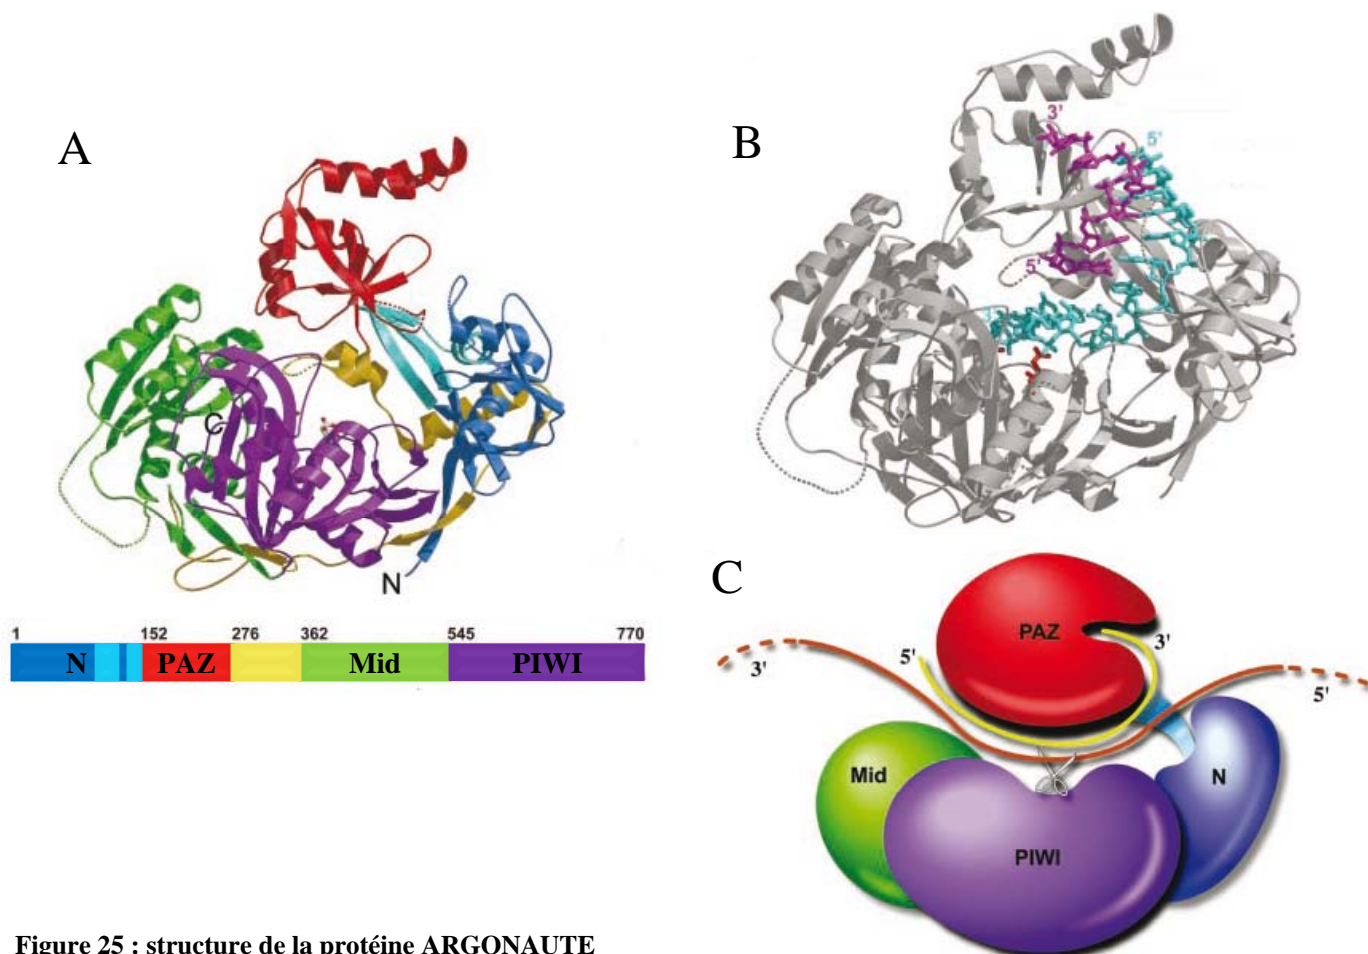 A
C
N
1 152 276 362 545 770
N PAZ Mid PIWI
B
3'
5'
5'
C
PAZ
3'
5'
3'
5'
Mid
N
PIWI
Figure 25 : structure de la protéine ARGONAUTE